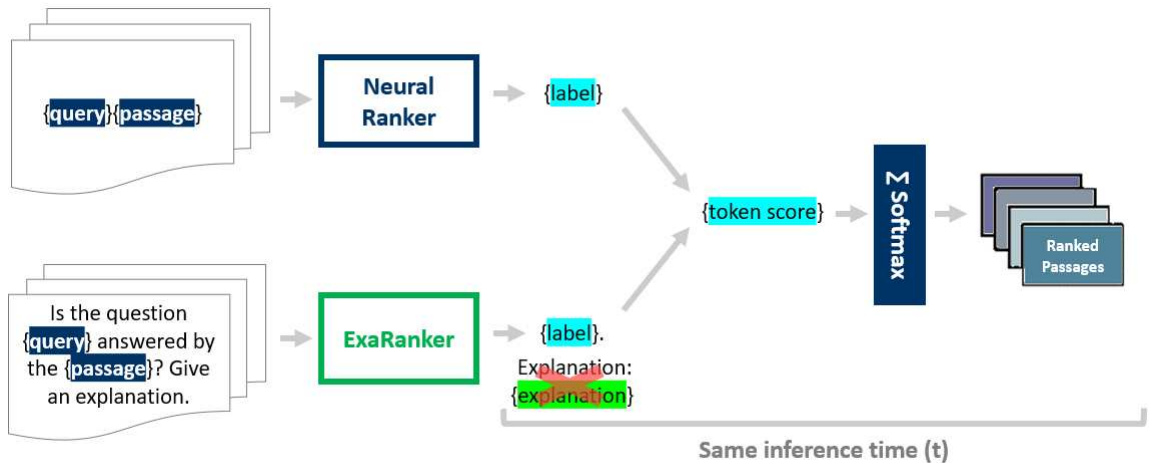 {query}{passage}
Neural
Ranker
{label}
{token score}
Σ Softmax
Ranked
Passages
Is the question
{query} answered by
the {passage}? Give
an explanation.
ExaRanker
{label}.
Explanation:
{explanation}
Same inference time (t)